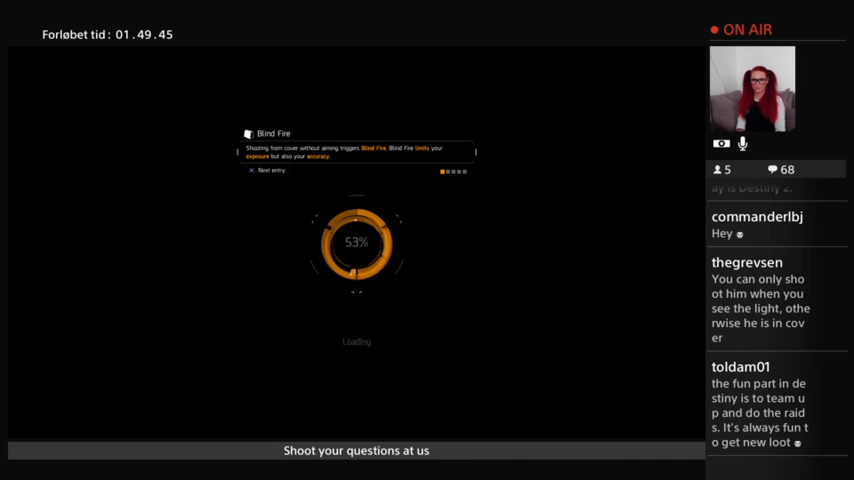 Forløbet tid: 01.49.45
ON AIR
Blind Fire
Shooting from cover without aiming triggers Blind Fire. Blind Fire limits your
exposure but also your accuracy.
Next entry
53%
Loading
Shoot your questions at us
5 68
ay is Destiny 2.
commanderlbj
Hey
thegrevsen
You can only sho
ot him when you
see the light, othe
rwise he is in cov
er
toldam01
the fun part in de
stiny is to team u
p and do the raid
s. It's always fun t
o get new loot